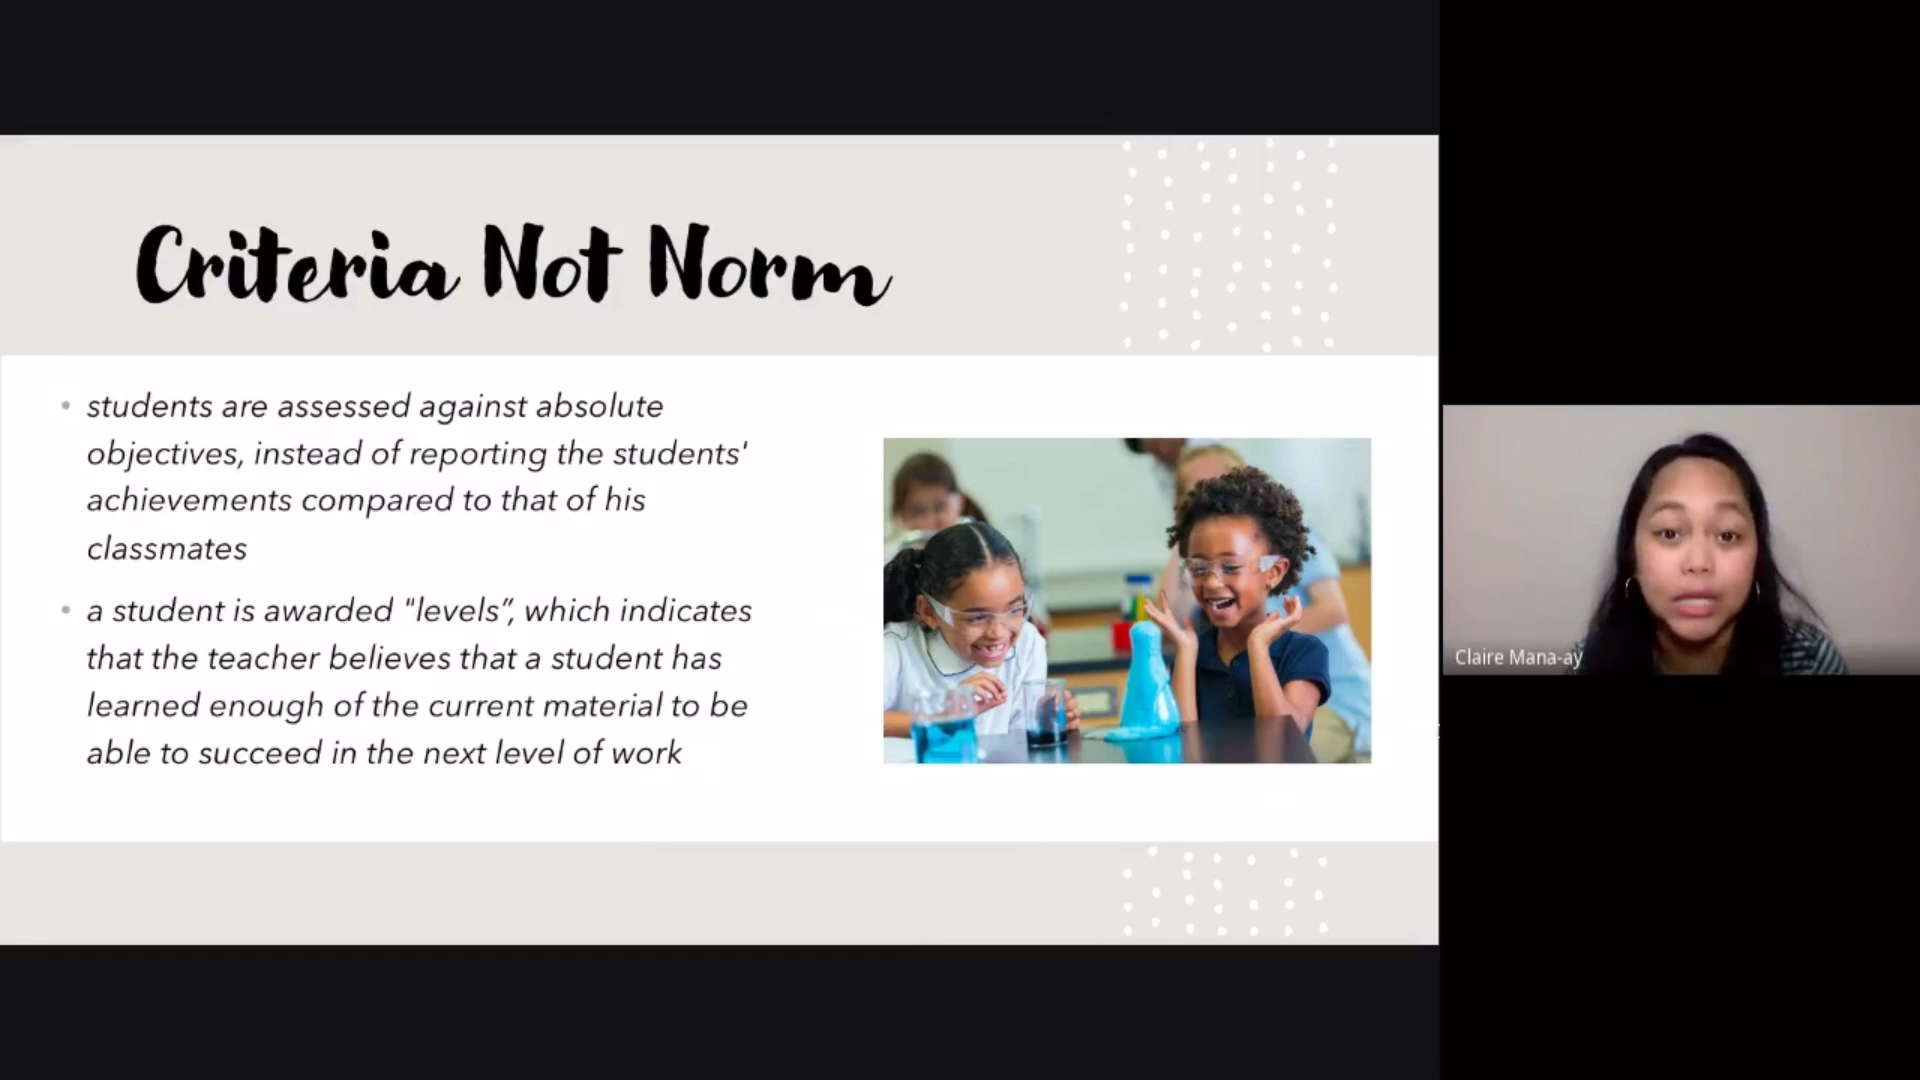 Criteria Not Norm
• students are assessed against absolute
objectives, instead of reporting the students'
achievements compared to that of his
classmates
• a student is awarded "levels”, which indicates
that the teacher believes that a student has
learned enough of the current material to be
able to succeed in the next level of work
Claire Mana-ay